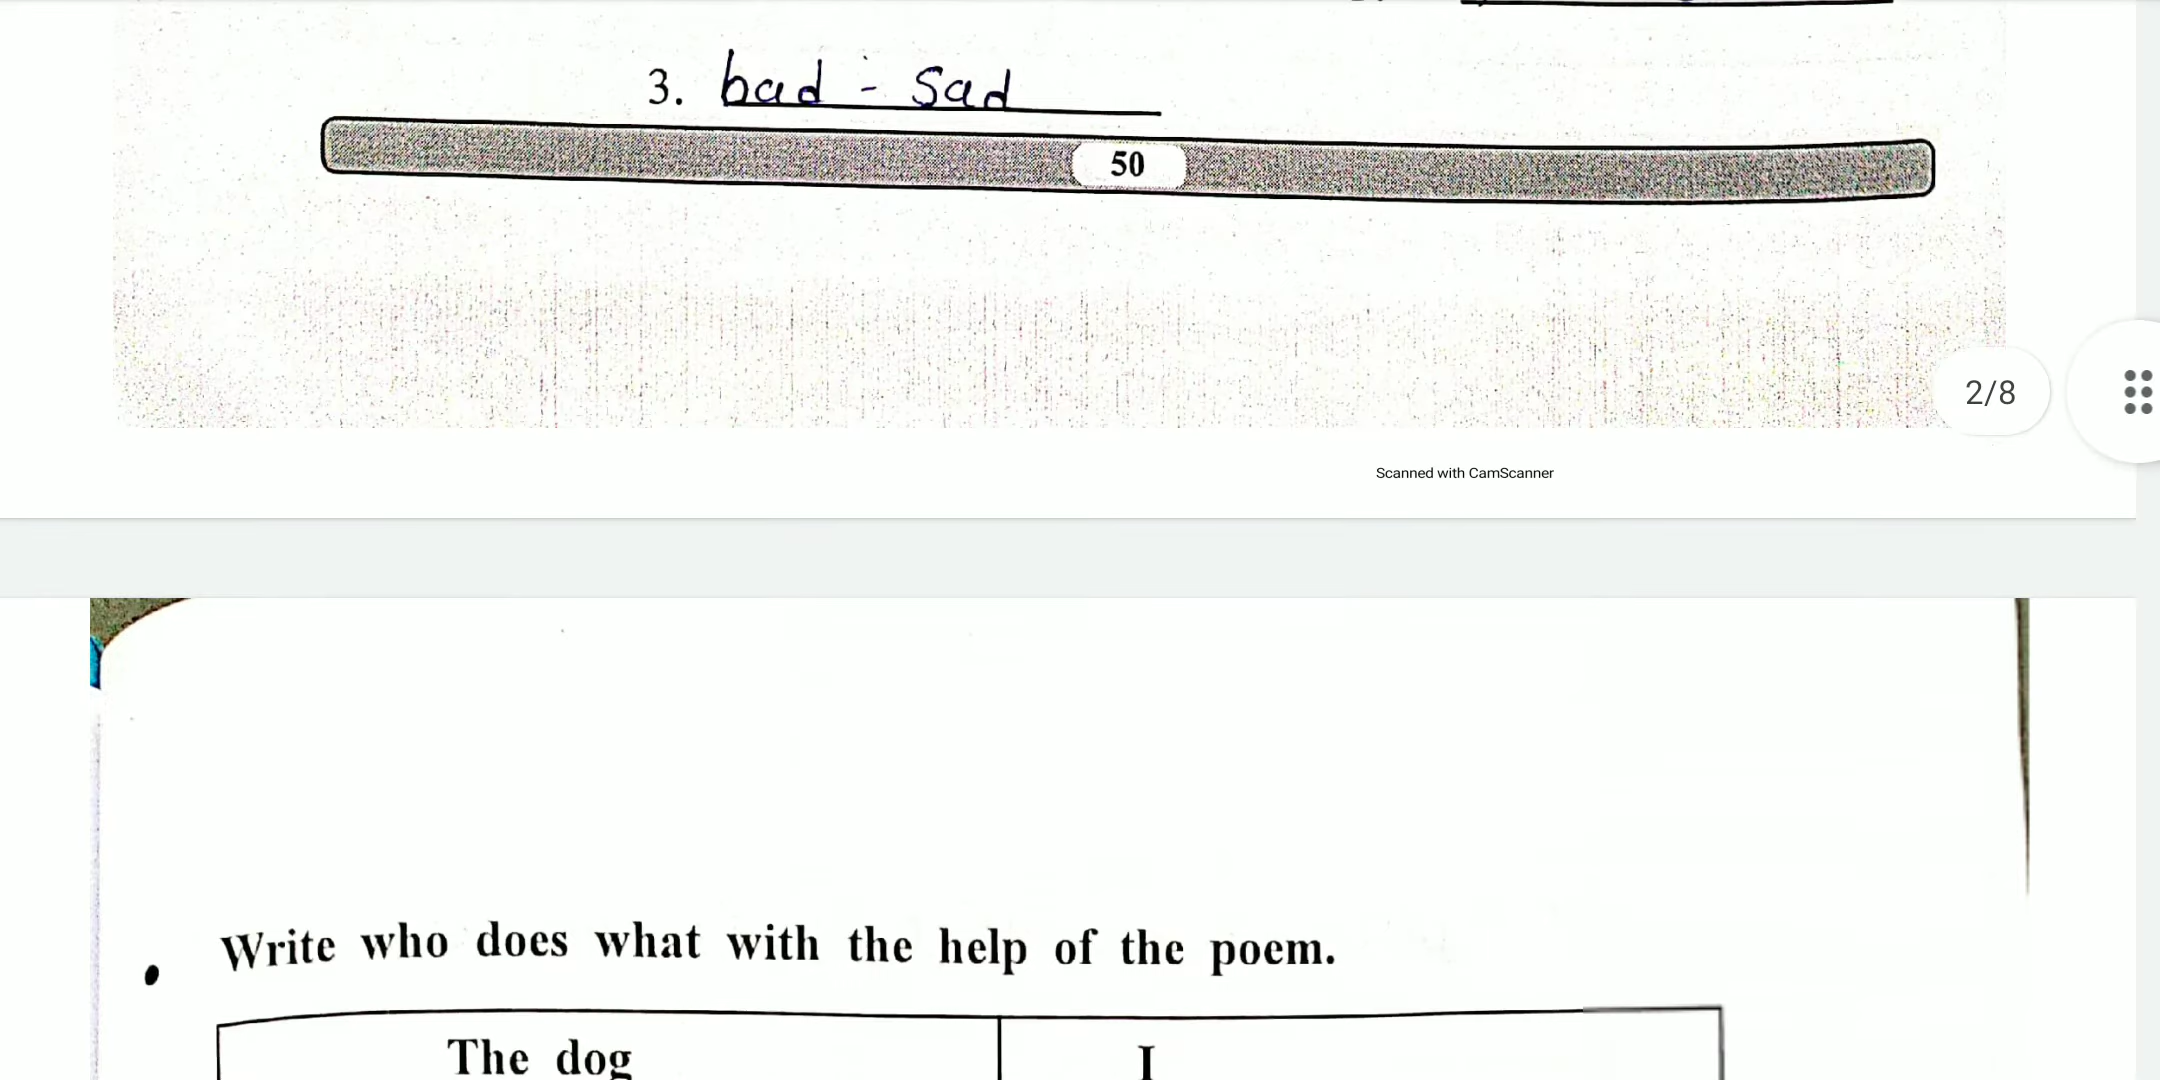 3. bad - sad
50
2/8
Scanned with CamScanner
Write who does what with the help of the poem.
The dog
I